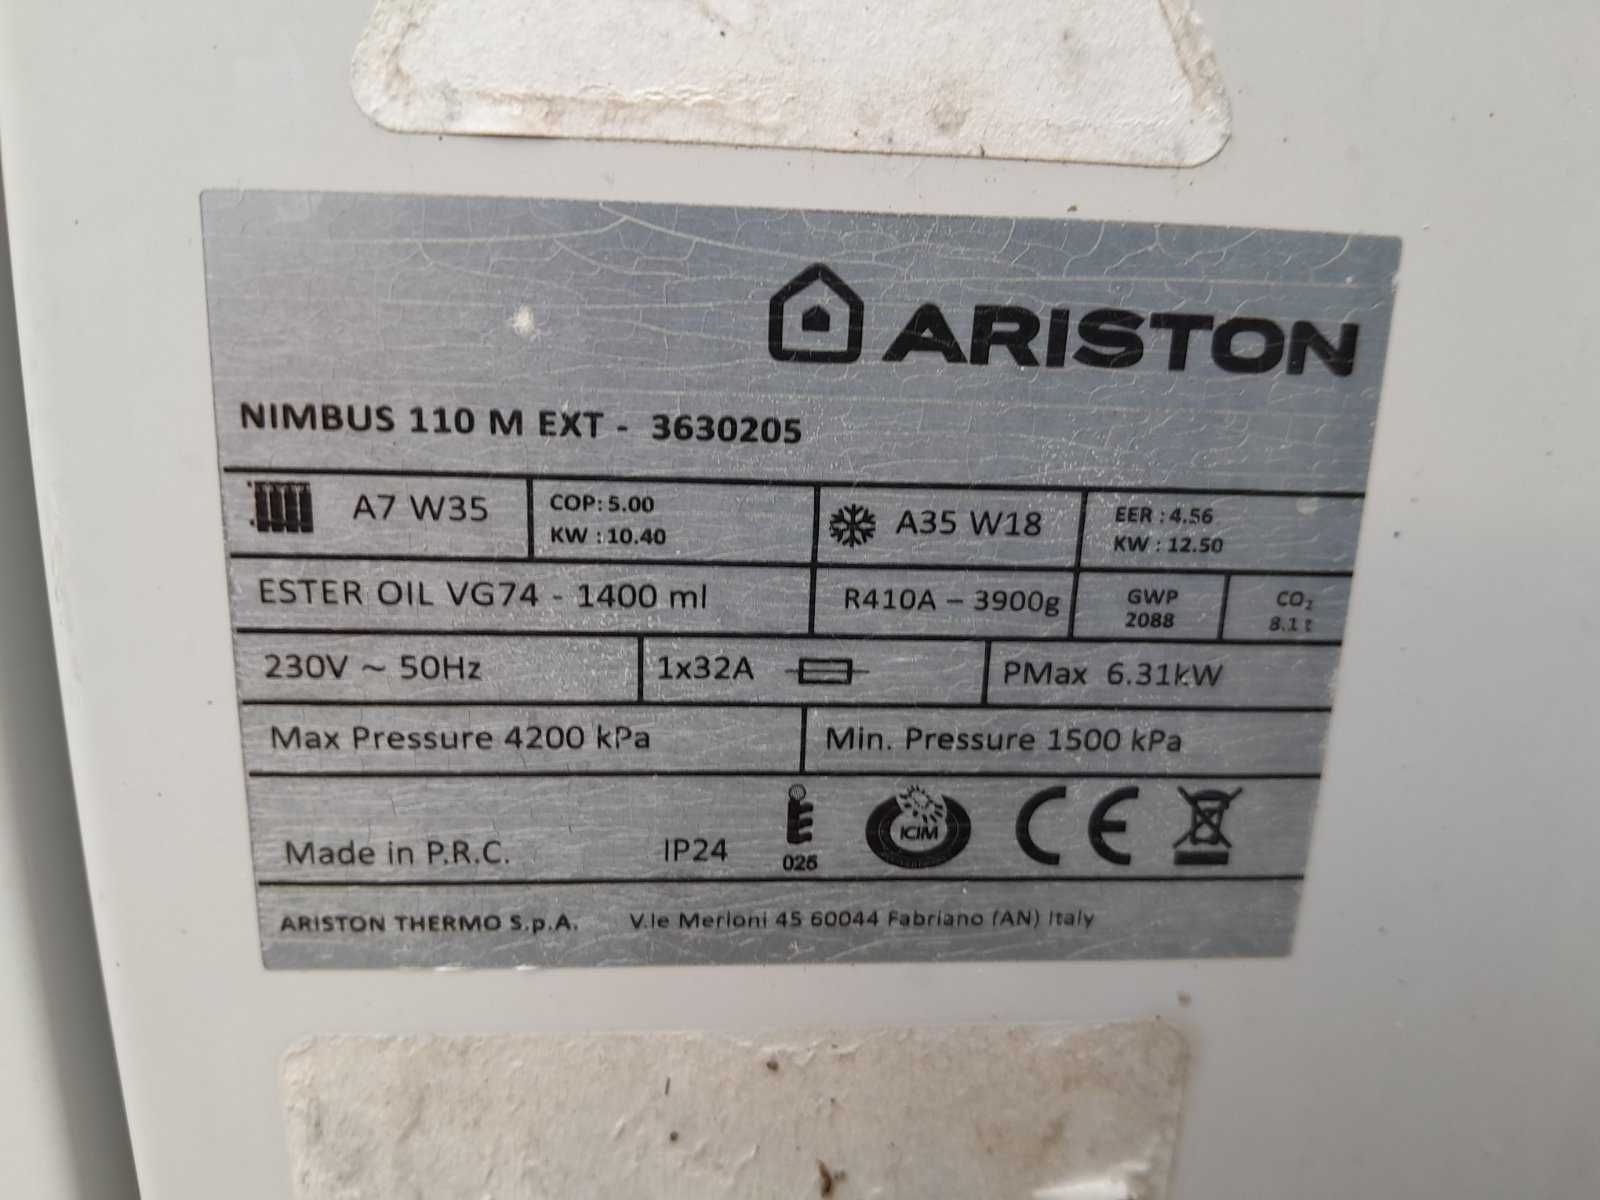 ARISTON
NIMBUS 110 M EXT - 3630205
A7 W35
COP: 5.00
KW : 10.40
A35 W18
EER : 4.56
KW : 12.50
ESTER OIL VG74 - 1400 ml
R410A – 3900g
GWP
2088
CO₂
8.1 t
230V ~ 50Hz
1x32A
PMax 6.31kW
Max Pressure 4200 kPa
Min. Pressure 1500 kPa
Made in P.R.C.
IP24
026
ICIM
CE
ARISTON THERMO S.p.A. V.le Merloni 45 60044 Fabriano (AN) Italy